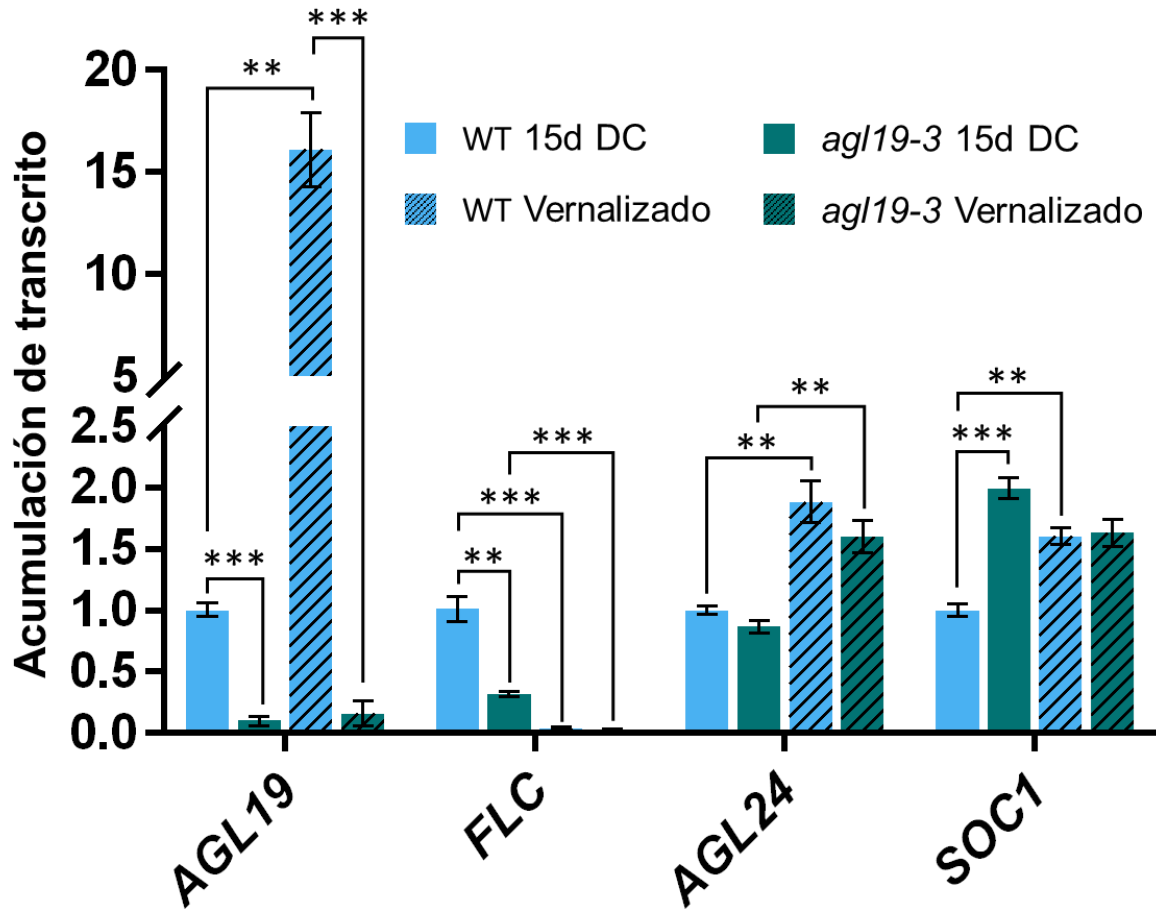 Acumulación de transcrito
20
15
10
5
2.5
2.0
1.5
1.0
0.5
0.0
WT 15d DC
agl19-3 15d DC
WT Vernalizado
agl19-3 Vernalizado
***
**
***
***
***
**
**
**
**
***
AGL19
FLC
AGL24
SOC1